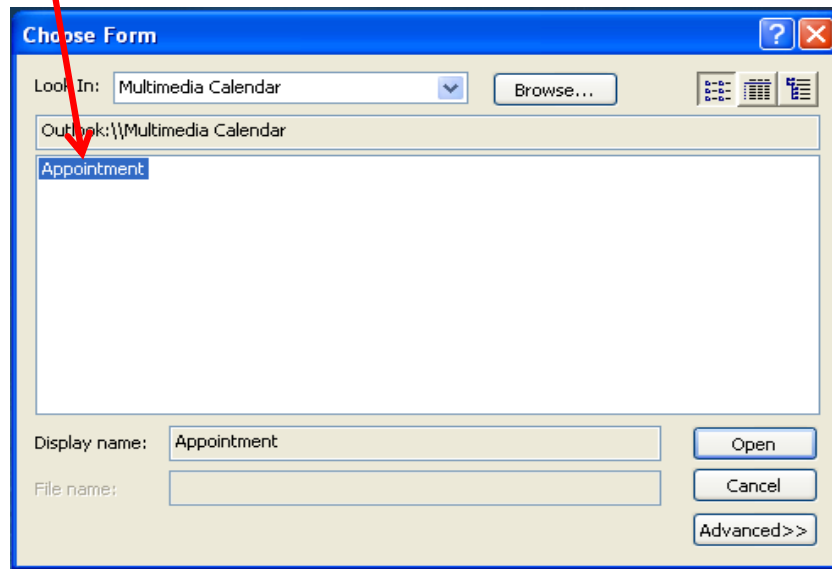 Choose Form
Look In: Multimedia Calendar Browse...
Outlook:\\Multimedia Calendar
Appointment
Display name: Appointment Open
File name: Cancel
Advanced>>